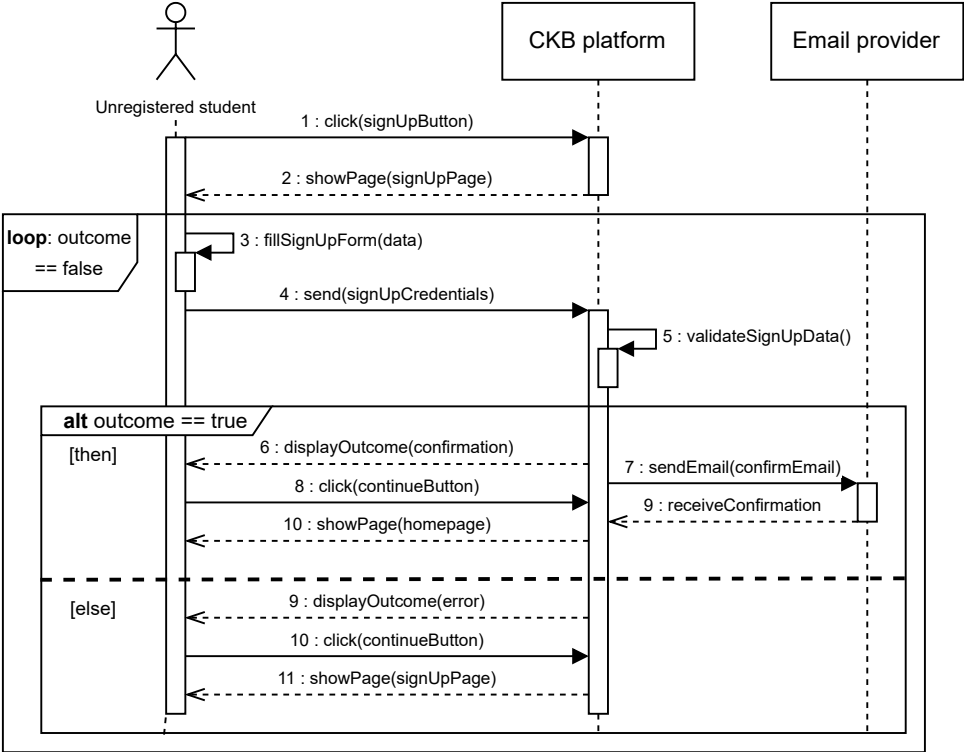 CKB platform
Email provider
Unregistered student
1 : click(signUpButton)
2 : showPage(signUpPage)
loop: outcome
== false
3 : fillSignUpForm(data)
4 : send(signUpCredentials)
5 : validateSignUpData()
alt outcome == true
[then]
6 : displayOutcome(confirmation)
7 : sendEmail(confirmEmail)
8 : click(continueButton)
9 : receiveConfirmation
10 : showPage(homepage)
[else]
9 : displayOutcome(error)
10 : click(continueButton)
11 : showPage(signUpPage)